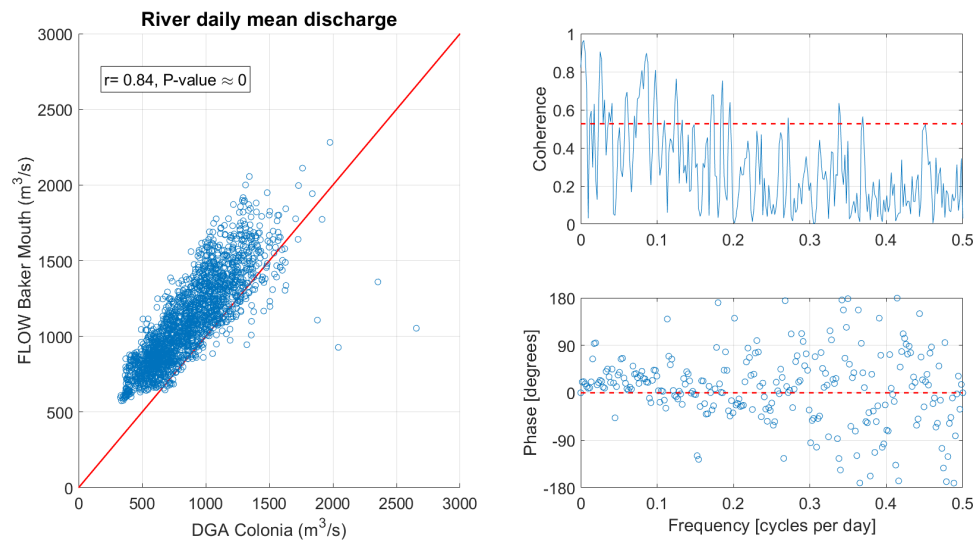 River daily mean discharge
r= 0.84, P-value ≈ 0
FLOW Baker Mouth (m³/s)
3000
2500
2000
1500
1000
500
0
0 500 1000 1500 2000 2500 3000
DGA Colonia (m³/s)
Coherence
1
0.8
0.6
0.4
0.2
0
0 0.1 0.2 0.3 0.4 0.5
Phase [degrees]
180
90
0
-90
-180
0 0.1 0.2 0.3 0.4 0.5
Frequency [cycles per day]